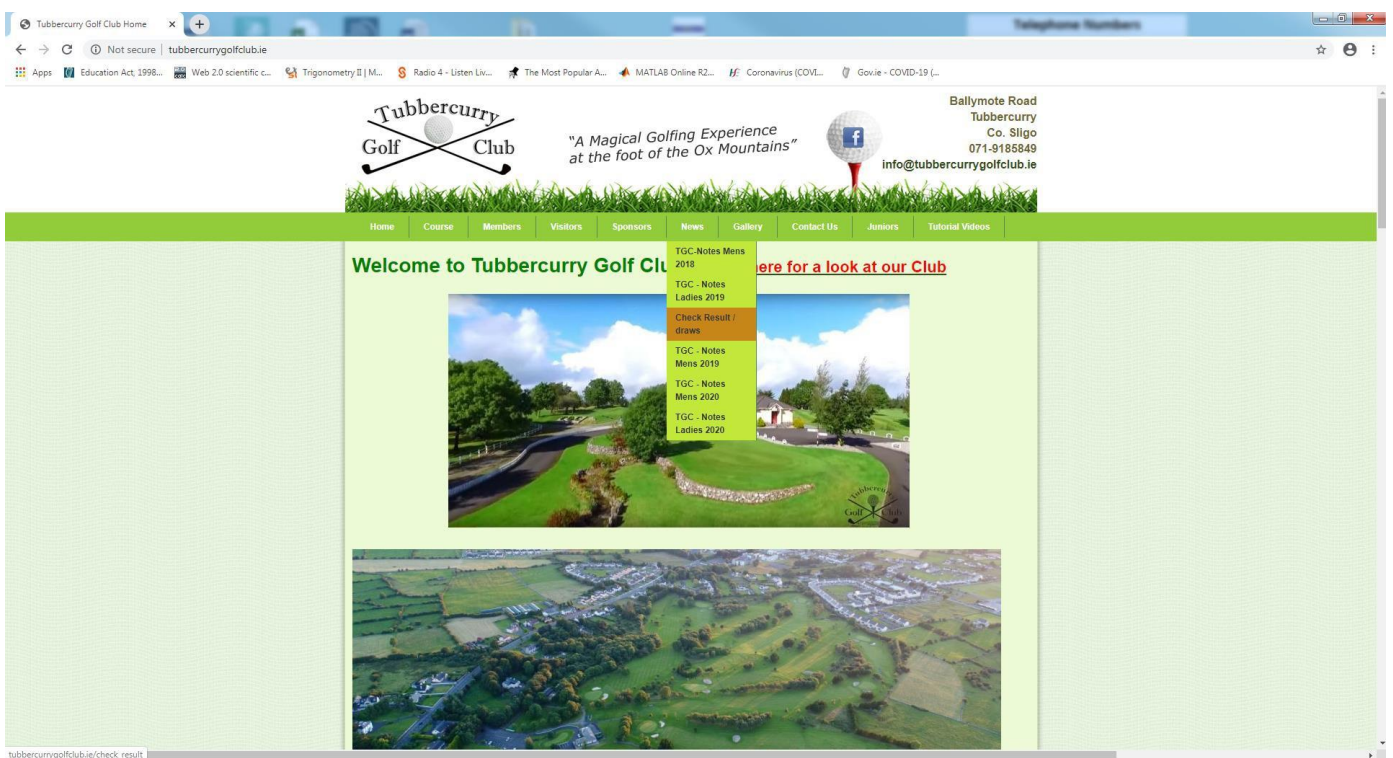 Tubbercurry Golf Club Home
Telephone Numbers
Not secure | tubbercurrygolfclub.ie
Apps Education Act, 1998... Web 2.0 scientific c... Trigonometry II | M... Radio 4 - Listen Liv... The Most Popular A... MATLAB Online R2... Coronavirus (COVI... Gov.ie - COVID-19 (...
Tubbercurry
Golf Club
"A Magical Golfing Experience
at the foot of the Ox Mountains"
f
Ballymote Road
Tubbercurry
Co. Sligo
071-9185849
info@tubbercurrygolfclub.ie
Home Course Members Visitors Sponsors News Gallery Contact Us Juniors Tutorial Videos
TGC-Notes Mens
2018
TGC - Notes
Ladies 2019
Check Result /
draws
TGC - Notes
Mens 2019
TGC - Notes
Mens 2020
TGC - Notes
Ladies 2020
Welcome to Tubbercurry Golf Clu ere for a look at our Club
Tubbercurry
Golf Club
tubbercurrygolfclub.ie/check_result